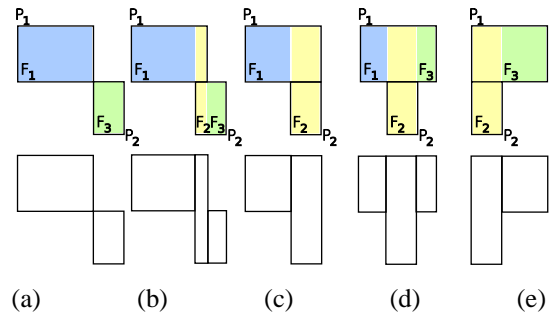 P1 P1 P1 P1 P1
F1 F1 F1 F1 F3 F3
F3 F2 F3 F2 F2 F2
P2 P2 P2 P2 P2
(a) (b) (c) (d) (e)